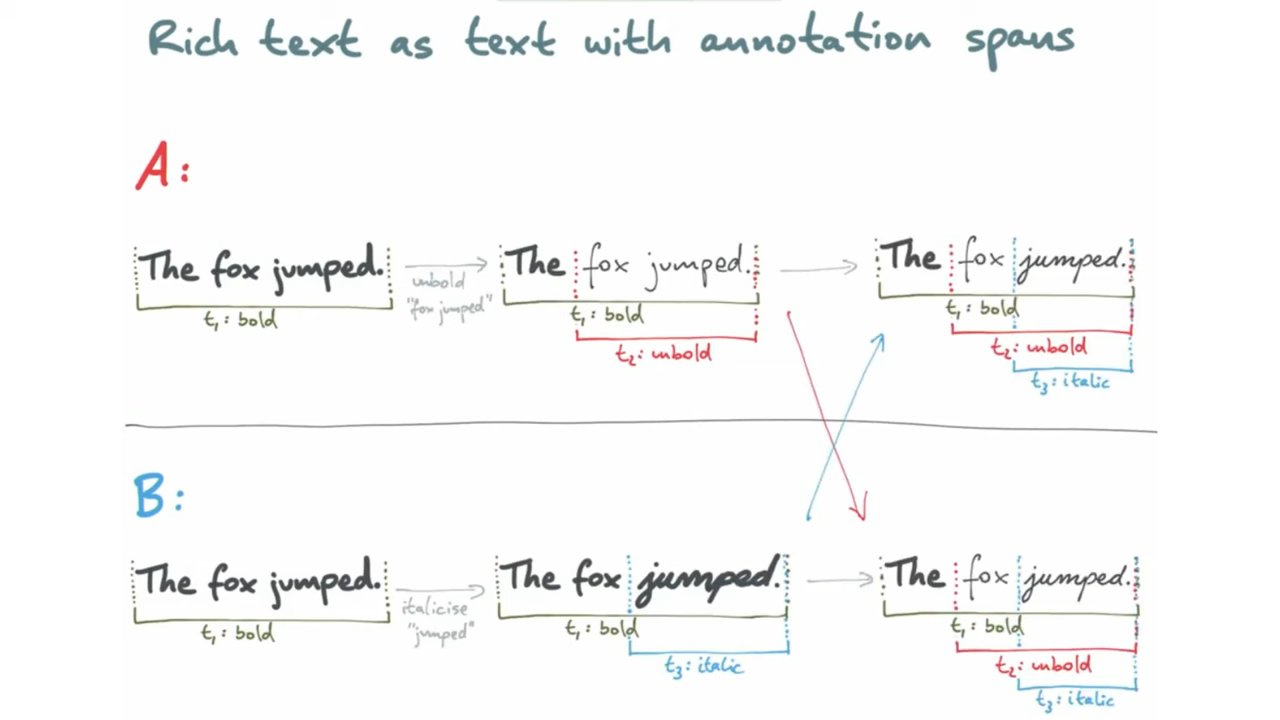 Rich text as text with annotation spans
A:
The fox jumped.
t₁: bold
unbold
"fox jumped"
The fox jumped.
t₁: bold
t₂: unbold
The fox jumped.
t₁: bold
t₂: unbold
t₃: italic
B:
The fox jumped.
t₁: bold
italicise
"jumped"
The fox jumped.
t₁: bold
t₃: italic
The fox jumped.
t₁: bold
t₂: unbold
t₃: italic